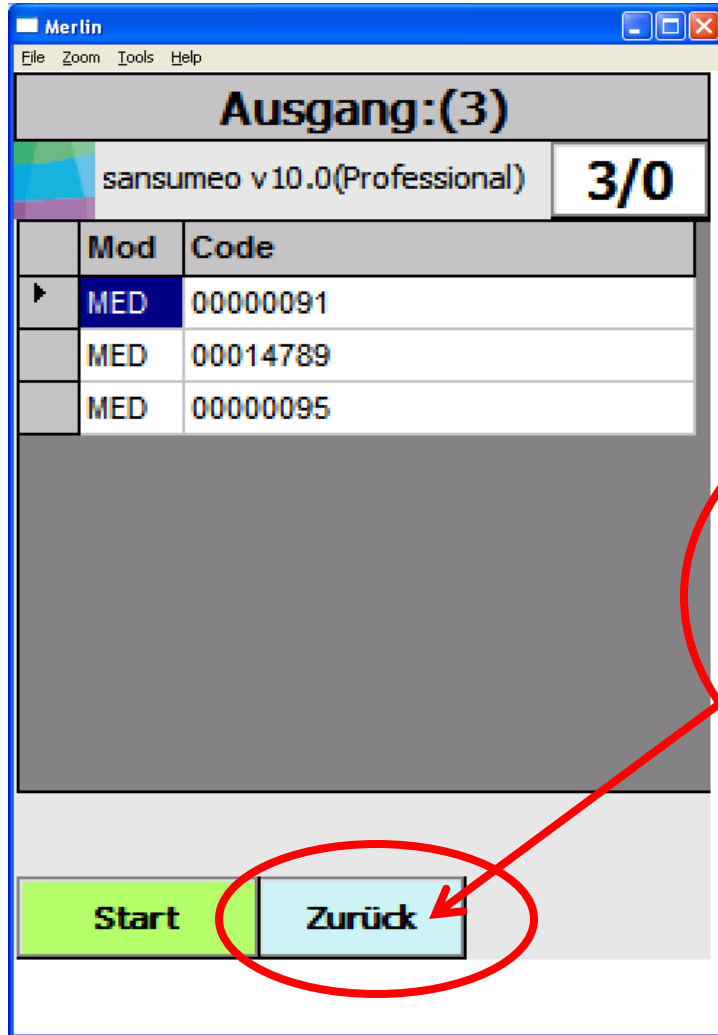 Merlin
File Zoom Tools Help
Ausgang:(3)
sansumeo v10.0(Professional) 3/0
Mod Code
MED 00000091
MED 00014789
MED 00000095
Start Zurück